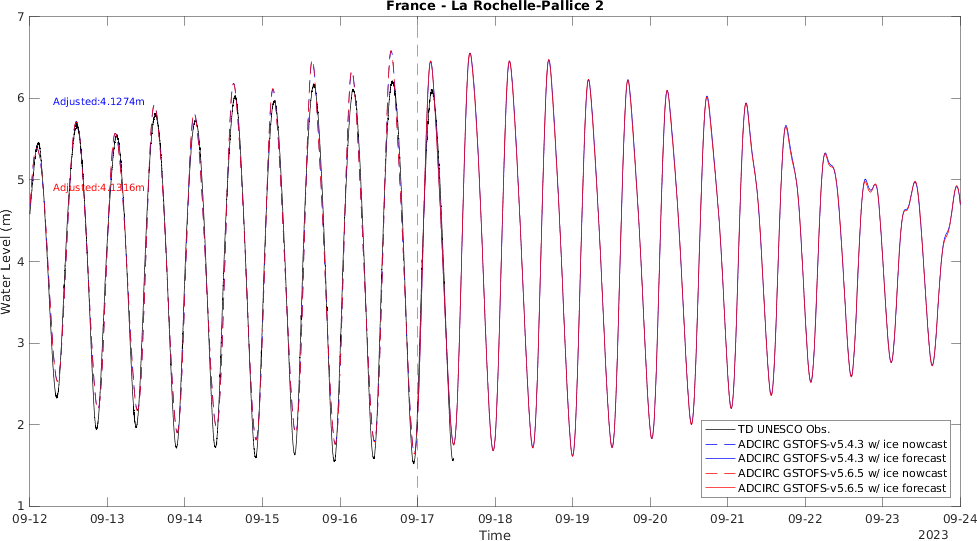 France - La Rochelle-Pallice 2
7
6
5
4
3
2
1
Water Level (m)
Adjusted:4.1274m
Adjusted:4.1316m
TD UNESCO Obs.
ADCIRC GSTOFS-v5.4.3 w/ ice nowcast
ADCIRC GSTOFS-v5.4.3 w/ ice forecast
ADCIRC GSTOFS-v5.6.5 w/ ice nowcast
ADCIRC GSTOFS-v5.6.5 w/ ice forecast
09-12 09-13 09-14 09-15 09-16 09-17 09-18 09-19 09-20 09-21 09-22 09-23 09-24
Time
2023